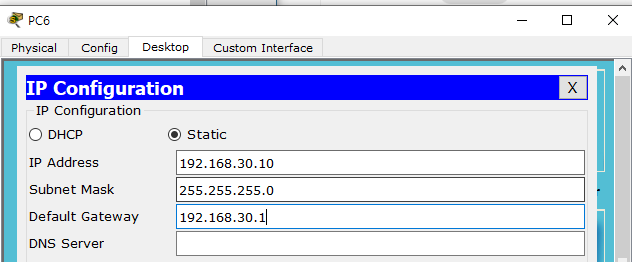 PC6
Physical Config Desktop Custom Interface
IP Configuration X
IP Configuration
DHCP Static
IP Address 192.168.30.10
Subnet Mask 255.255.255.0
Default Gateway 192.168.30.1
DNS Server